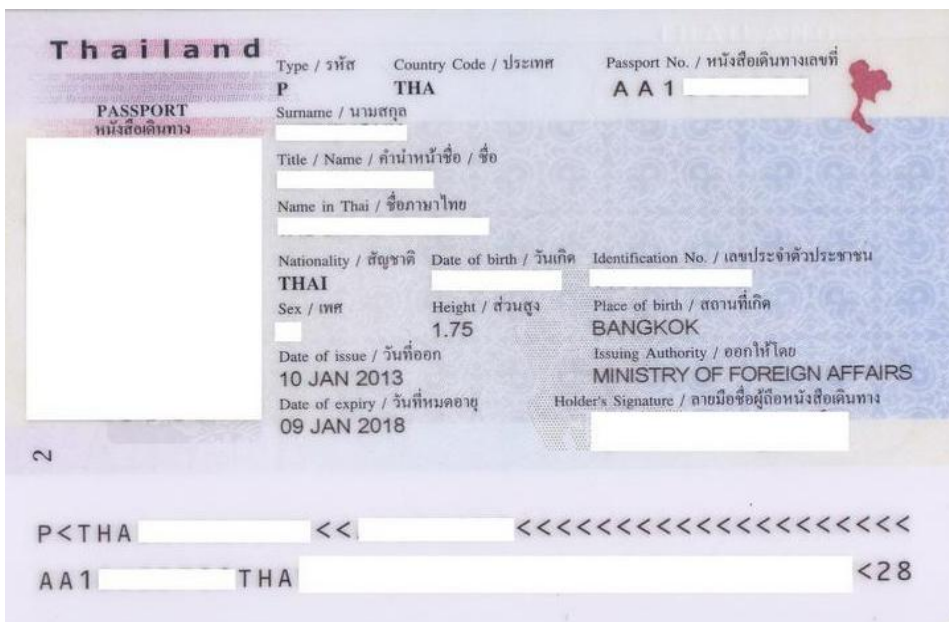 Thailand
PASSPORT
หนังสือเดินทาง
Type / รหัส Country Code / ประเทศ Passport No. / หนังสือเดินทางเลขที่
P THA AA1
Surname / นามสกุล
Title / Name / คำนำหน้าชื่อ / ชื่อ
Name in Thai / ชื่อภาษาไทย
Nationality / สัญชาติ Date of birth / วันเกิด Identification No. / เลขประจำตัวประชาชน
THAI
Sex / เพศ Height / ส่วนสูง Place of birth / สถานที่เกิด
1.75 BANGKOK
Date of issue / วันที่ออก Issuing Authority / ออกให้โดย
10 JAN 2013 MINISTRY OF FOREIGN AFFAIRS
Date of expiry / วันที่หมดอายุ Holder's Signature / ลายมือชื่อผู้ถือหนังสือเดินทาง
09 JAN 2018
2
P<THA << <<<<<<<<<<<<<<<<<<<<
AA1 THA <28